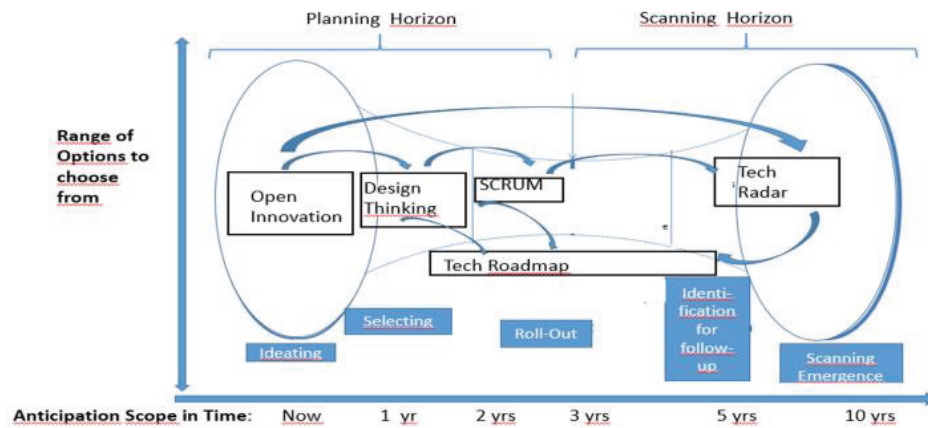 Planning Horizon
Scanning Horizon
Range of
Options to
choose
from
Open
Innovation
Design
Thinking
SCRUM
Tech
Radar
Tech Roadmap
e
Ideating
Selecting
Roll-Out
Identi-
fication
for
follow-
up
Scanning
Emergence
Anticipation Scope in Time: Now 1 yr 2 yrs 3 yrs 5 yrs 10 yrs